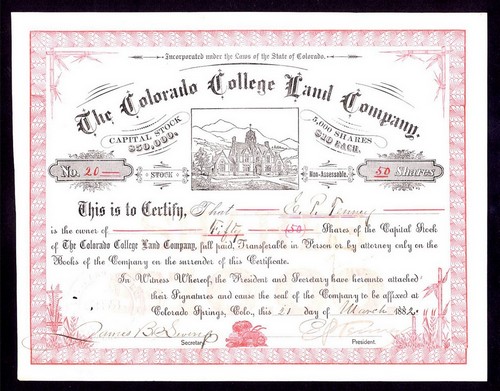 Incorporated under the Laws of the State of Colorado.
The Colorado College Land Company,
CAPITAL STOCK
$50,000.
5,000 SHARES
$10 EACH.
No. 20
STOCK
Non-Assessable.
50 Shares
This is to Certify, That E. P. Tenney
is the owner of Fifty (50) Shares of the Capital Stock
of The Colorado College Land Company, full paid, Transferable in Person or by attorney only on the
Books of the Company on the surrender of this Certificate.
In Witness Whereof, the President and Secretary have hereunto attached
their Signatures and cause the seal of the Company to be affixed at
Colorado Springs, Colo., this 21 day of March 1882.
James B.
Secretary.
E P Tenney
President.